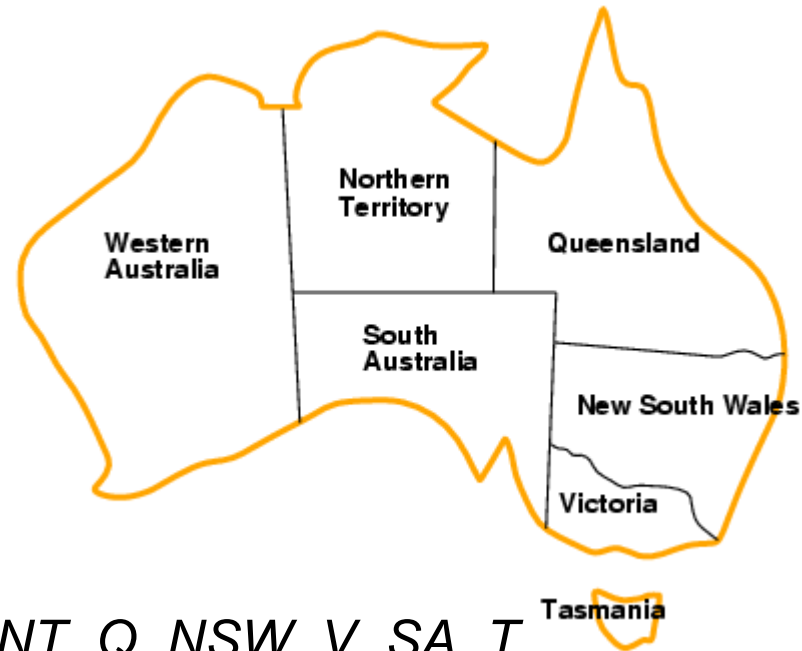 Northern
Territory
Western
Australia
Queensland
South
Australia
New South Wales
Victoria
Tasmania
NT Q NSW V SA T